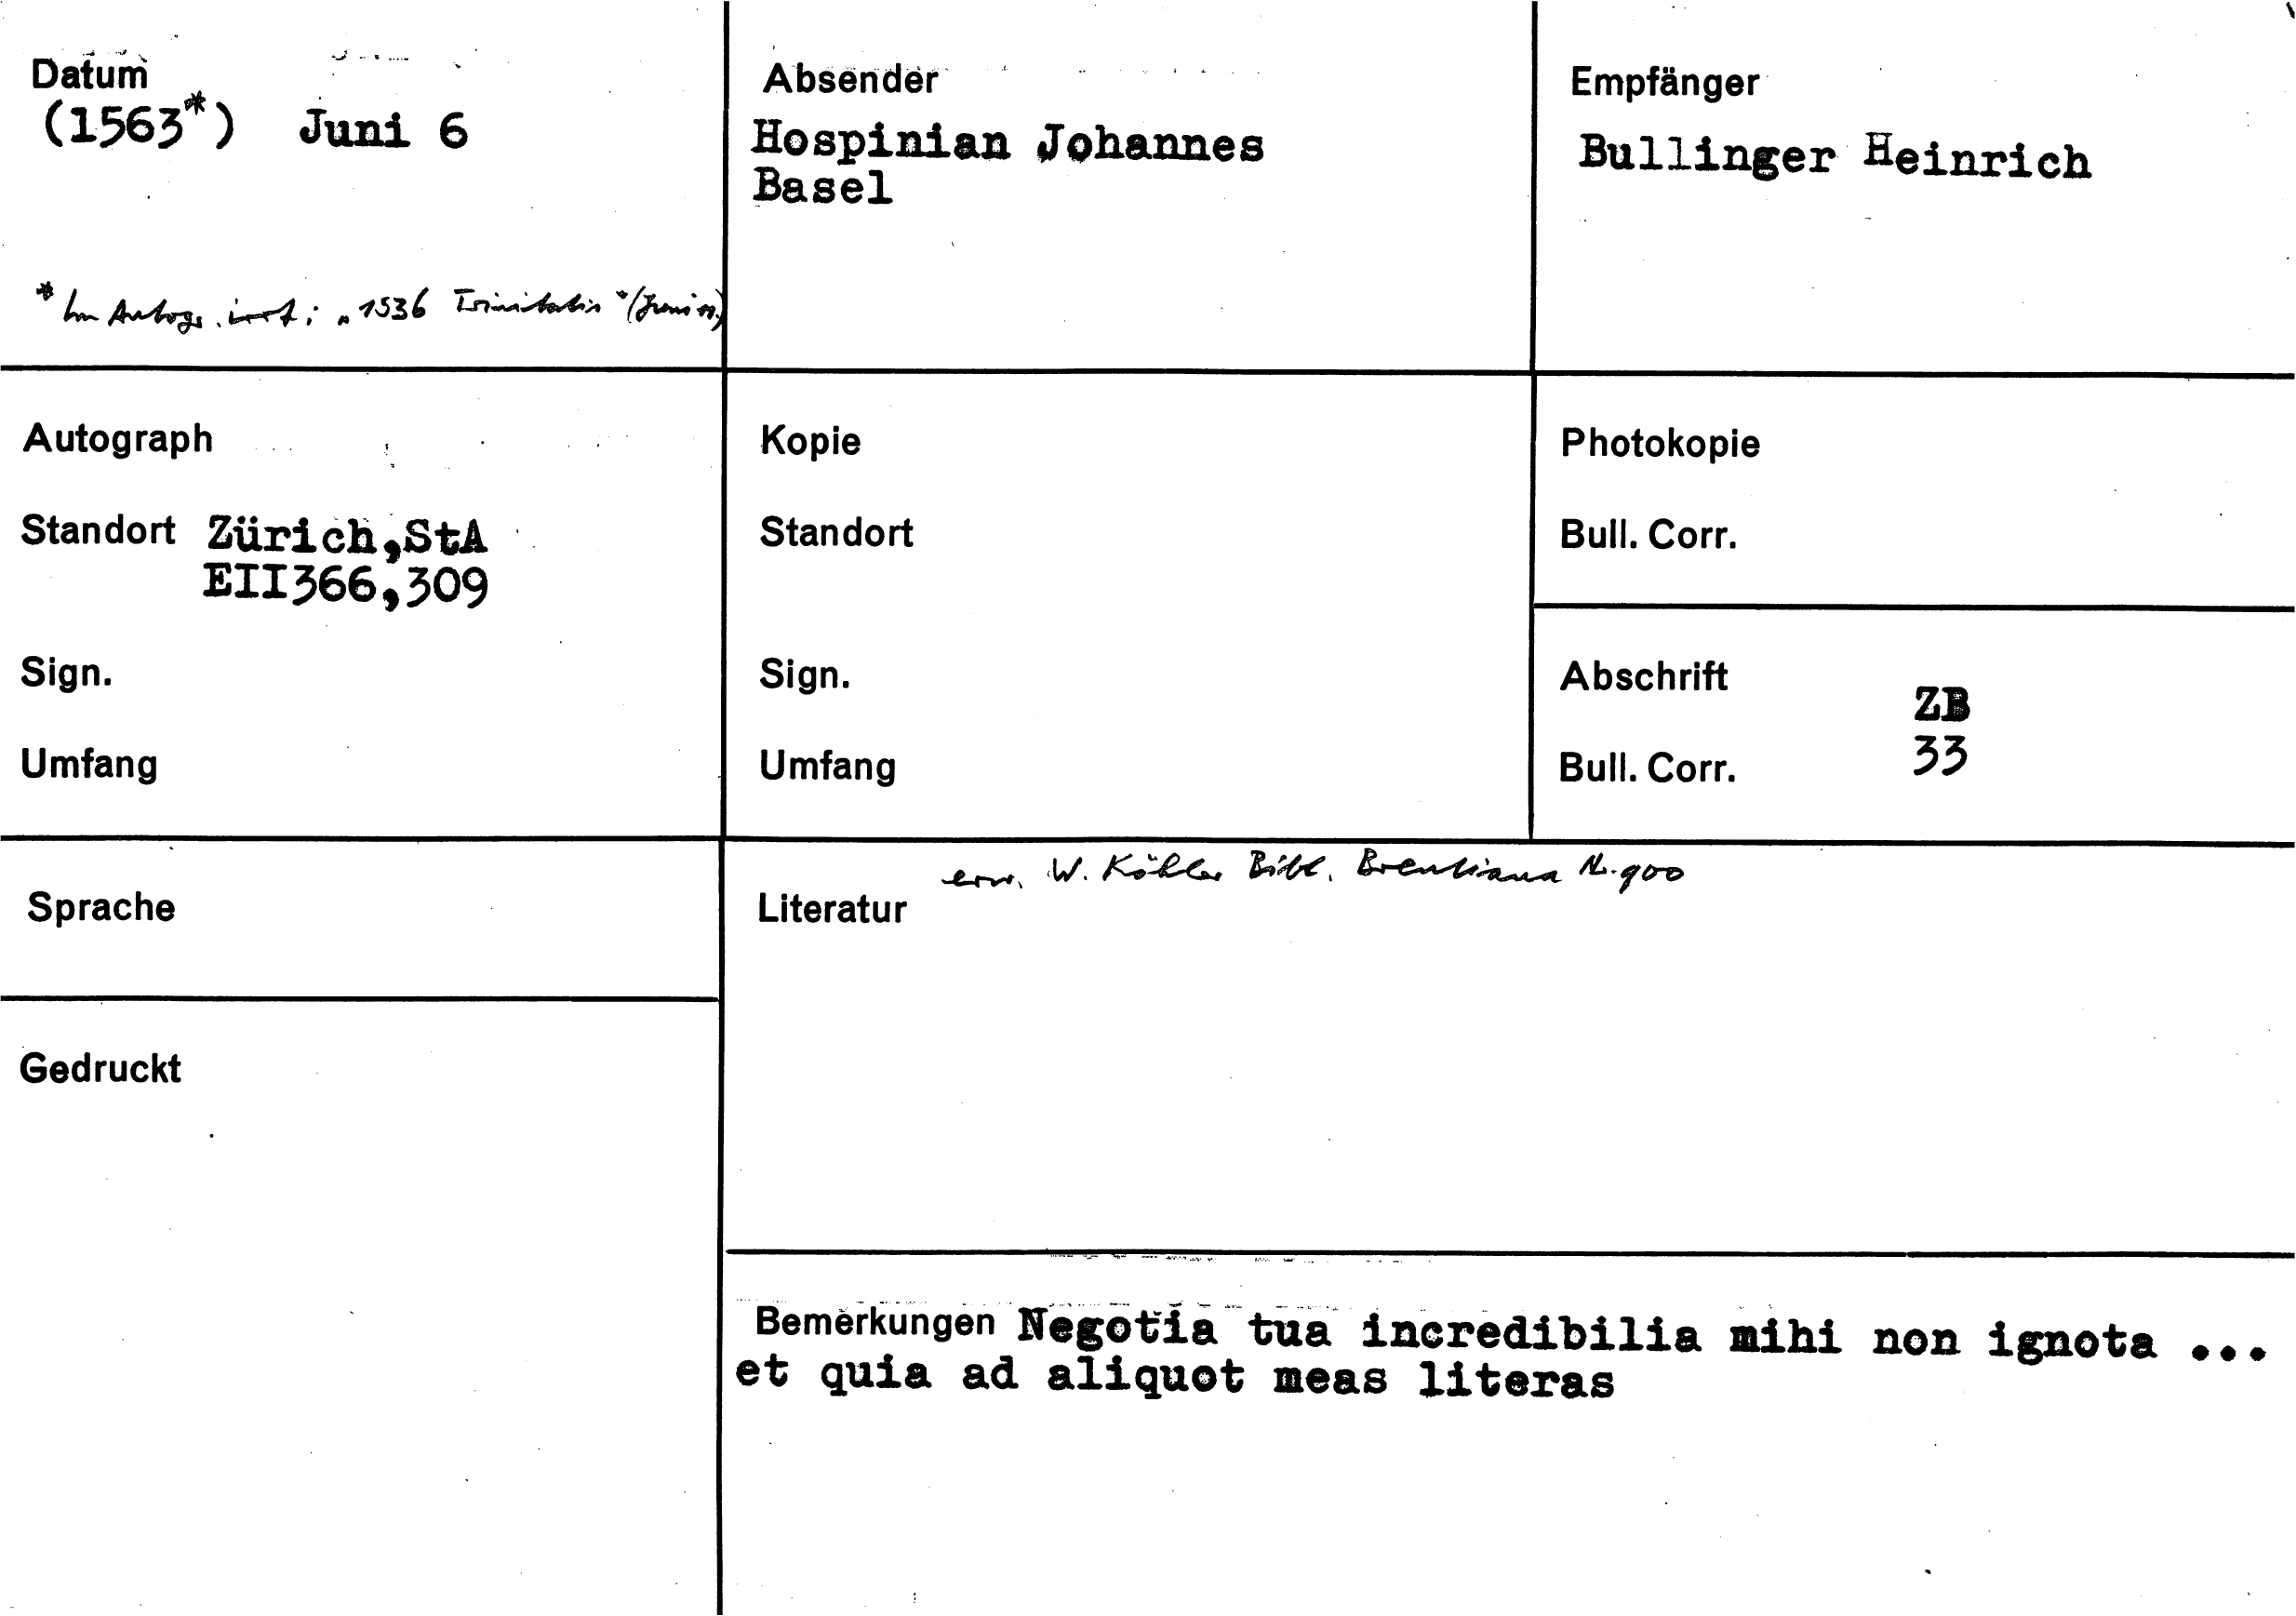 Datum
(1563*) Juni 6
* Im Autogr. irrt: „1536 Trinitatis" (Juni 11.)
Absender
Hospinian Johannes
Basel
Empfänger
Bullinger Heinrich
Autograph
Standort Zürich,StA
EII366,309
Sign.
Umfang
Kopie
Standort
Sign.
Umfang
Photokopie
Bull. Corr.
Abschrift
ZB
Bull. Corr. 33
Sprache
Gedruckt
erw. W. Köhler Bibl. Brentiana Nr. 900
Literatur
Bemerkungen Negotia tua incredibilia mihi non ignota ...
et quia ad aliquot meas literas